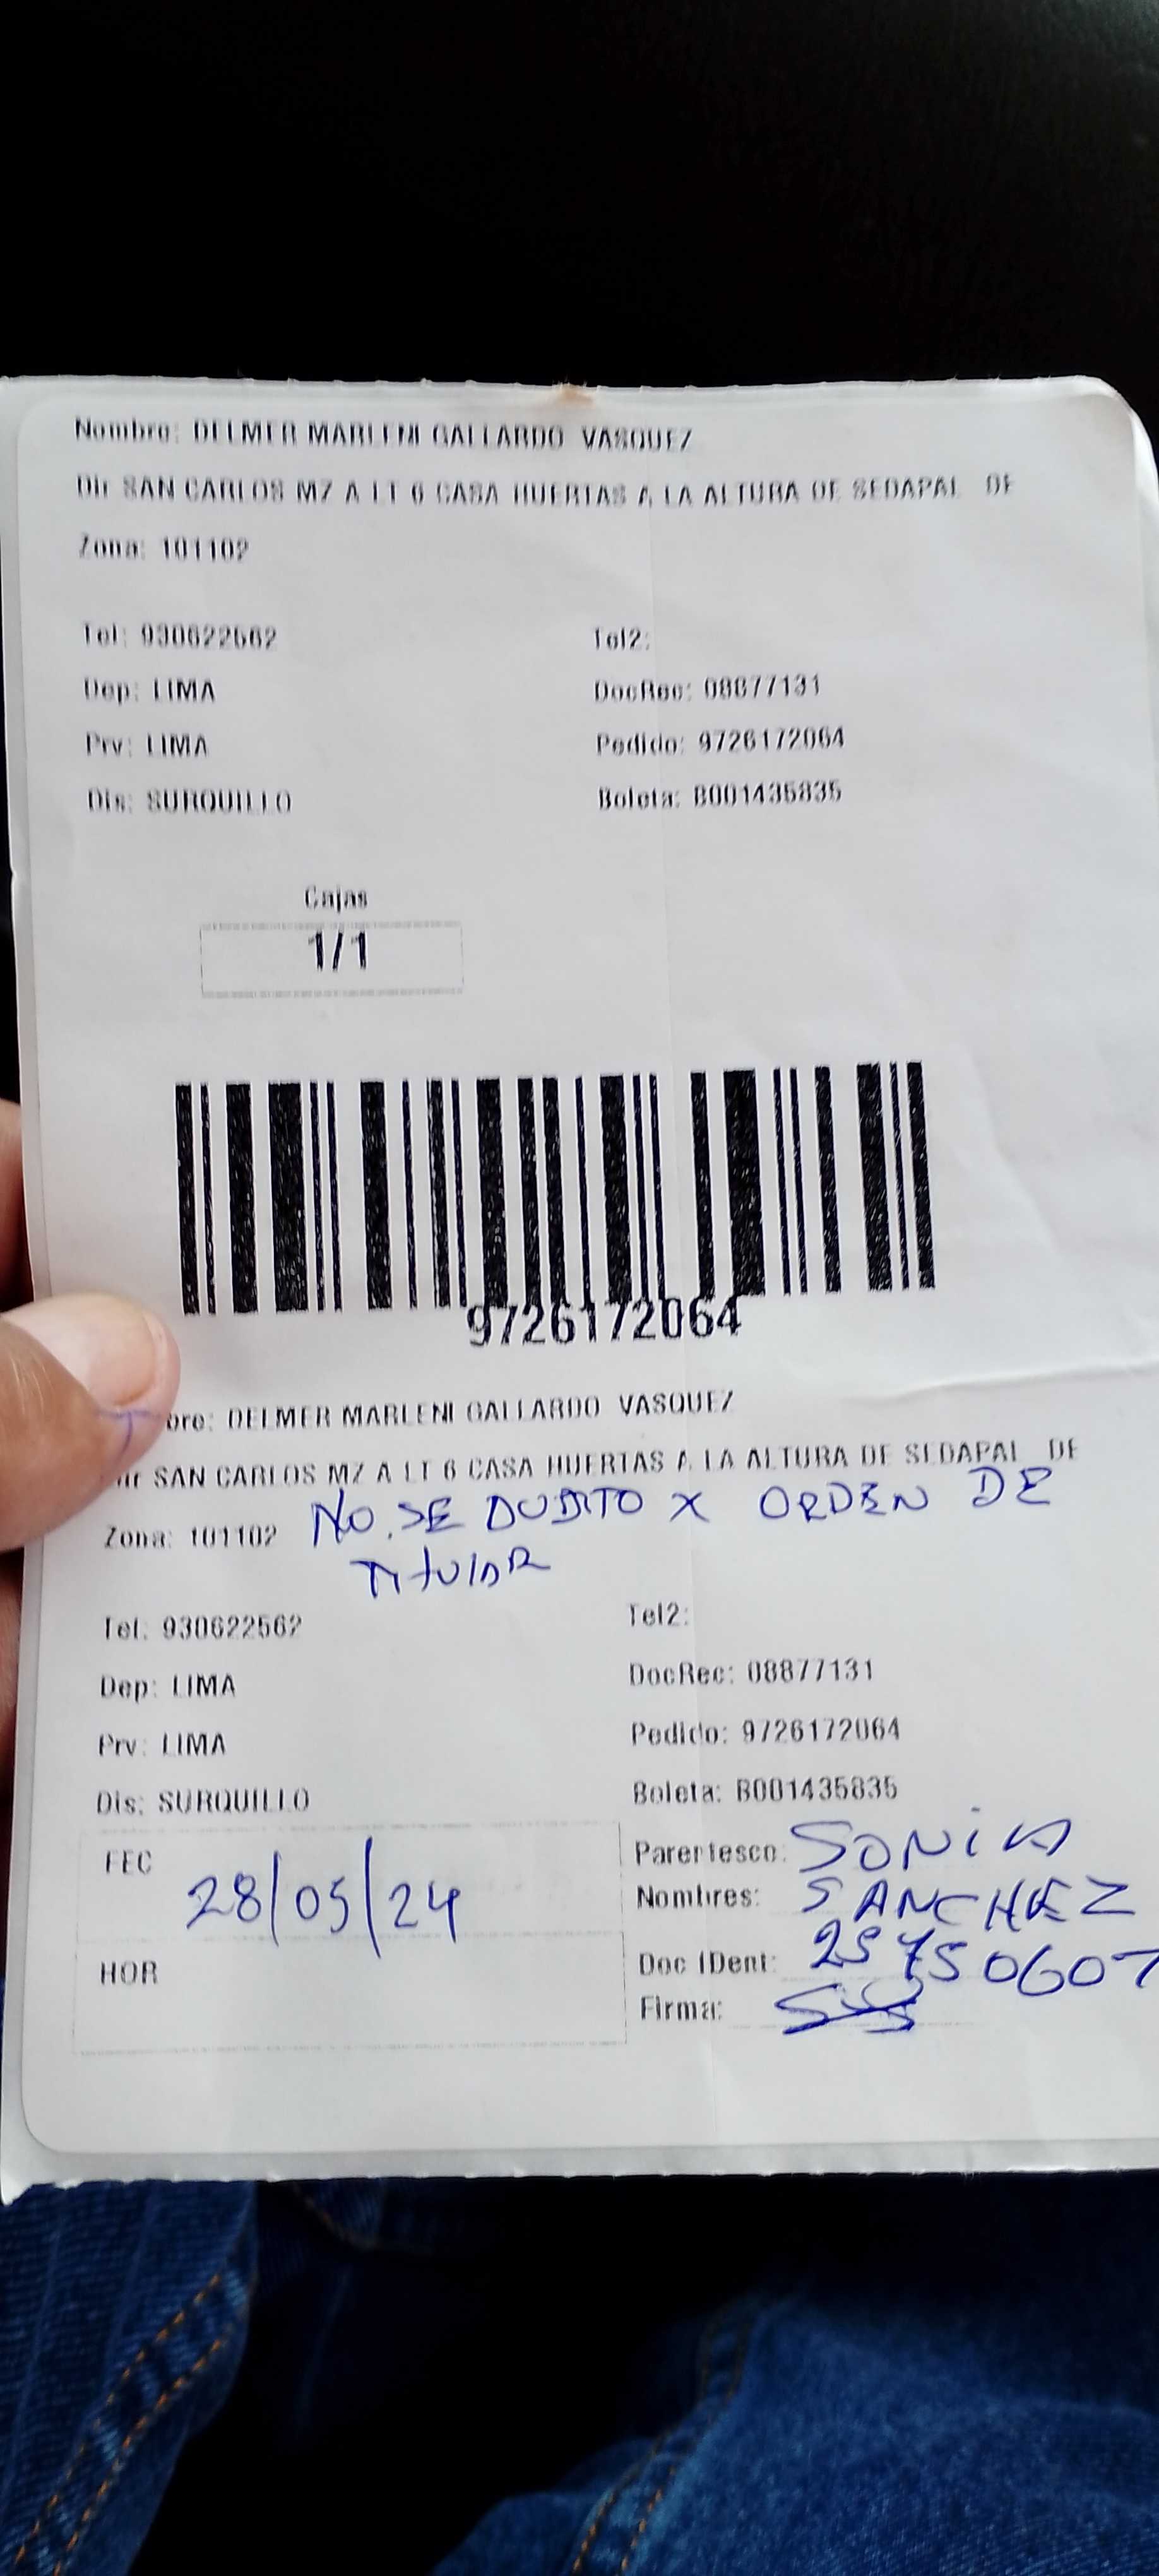 Nombre: DELMER MARLENI GALLARDO VASQUEZ
Dir SAN CARLOS MZ A LT 6 CASA HUERTAS A LA ALTURA DE SEDAPAL DE
Zona: 101102
Tel: 930622562 Tel2:
Dep: LIMA DocRec: 08877131
Prv: LIMA Pedido: 9726172064
Dis: SURQUILLO Boleta: B001435835
Cajas
1/1
9726172064
bre: DELMER MARLENI GALLARDO VASQUEZ
Dir SAN CARLOS MZ A LT 6 CASA HUERTAS A LA ALTURA DE SEDAPAL DE
Zona: 101102 NO SE X ORDEN DE
TITULAR
Tel: 930622562 Tel2:
Dep: LIMA DocRec: 08877131
Prv: LIMA Pedido: 9726172064
Dis: SURQUILLO Boleta: B001435835
FEC 28/05/24 Parentesco: SONIA
Nombres: SANCHEZ
HOR Doc IDent:
Firma: